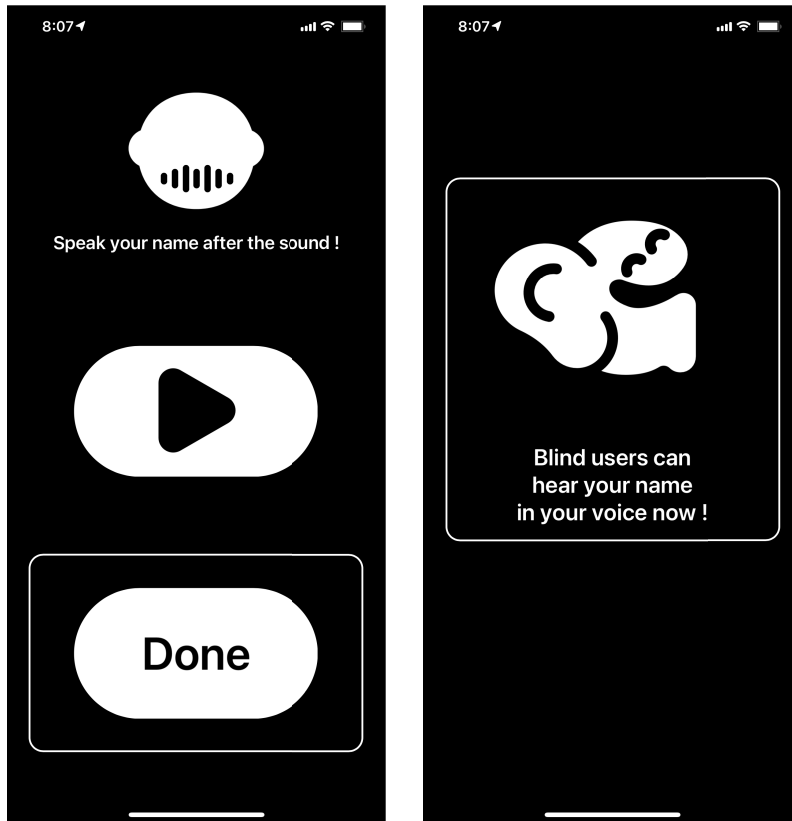 8:07
Speak your name after the sound !
Done
8:07
Blind users can
hear your name
in your voice now !